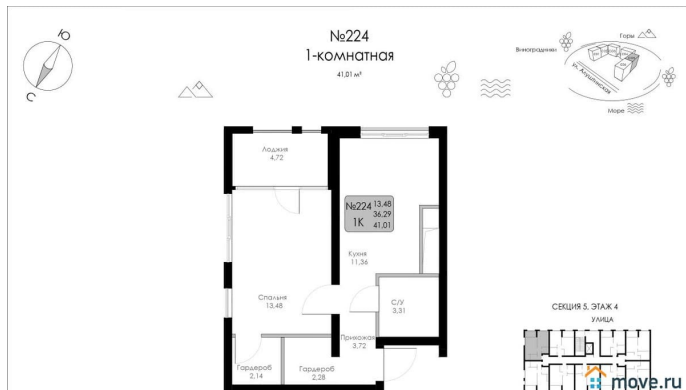 №224
1-комнатная
41,01 м²
Ю
С
Горы
Виноградники
ул. Алуштинская
Море
Лоджия
4,72
№224 13,48
1К 36,29
41,01
Кухня
11,36
Спальня
13,48
С/У
3,31
Прихожая
3,72
Гардероб
2,14
Гардероб
2,28
СЕКЦИЯ 5, ЭТАЖ 4
УЛИЦА
move.ru